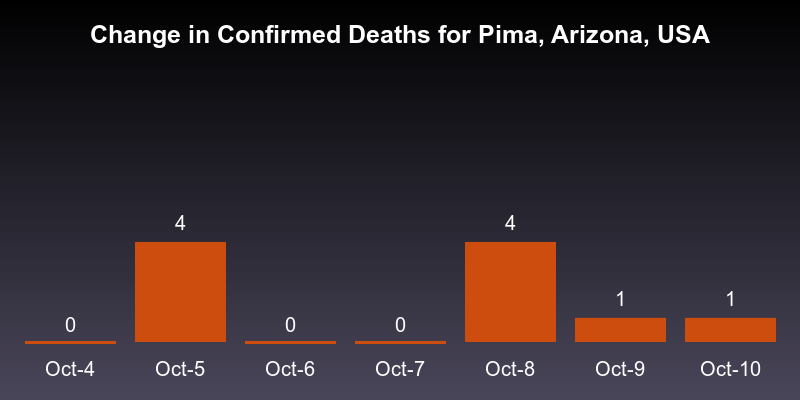 Change in Confirmed Deaths for Pima, Arizona, USA
0 4 0 0 4 1 1
Oct-4 Oct-5 Oct-6 Oct-7 Oct-8 Oct-9 Oct-10